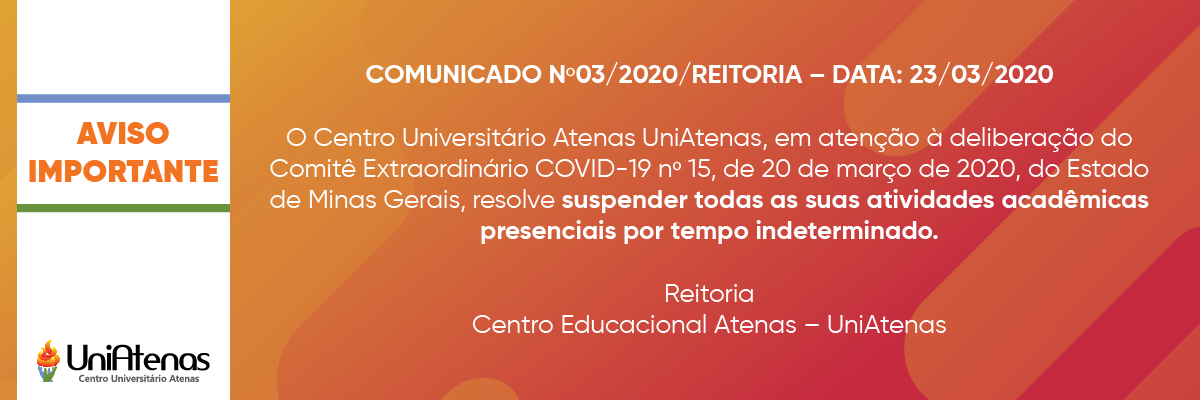 AVISO
IMPORTANTE
UniAtenas
Centro Universitário Atenas
COMUNICADO Nº03/2020/REITORIA – DATA: 23/03/2020
O Centro Universitário Atenas UniAtenas, em atenção à deliberação do
Comitê Extraordinário COVID-19 nº 15, de 20 de março de 2020, do Estado
de Minas Gerais, resolve suspender todas as suas atividades acadêmicas
presenciais por tempo indeterminado.
Reitoria
Centro Educacional Atenas – UniAtenas